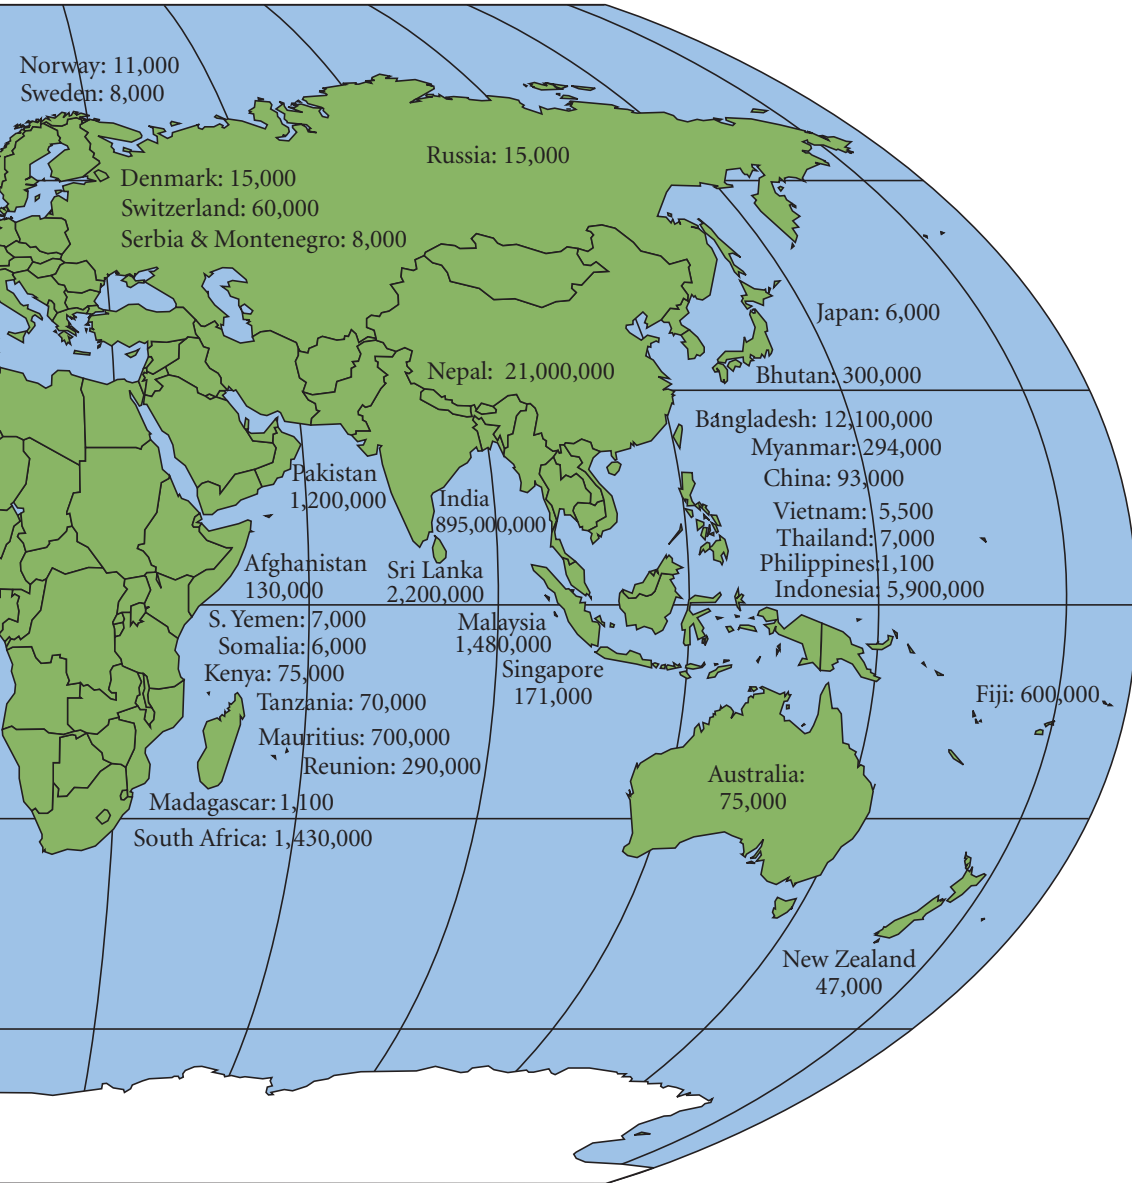 Norway: 11,000
Sweden: 8,000
Russia: 15,000
Denmark: 15,000
Switzerland: 60,000
Serbia & Montenegro: 8,000
Japan: 6,000
Nepal: 21,000,000
Bhutan: 300,000
Bangladesh: 12,100,000
Myanmar: 294,000
China: 93,000
Pakistan
1,200,000
India
895,000,000
Vietnam: 5,500
Thailand: 7,000
Philippines:1,100
Indonesia: 5,900,000
Afghanistan
130,000
Sri Lanka
2,200,000
S. Yemen: 7,000
Somalia: 6,000
Kenya: 75,000
Malaysia
1,480,000
Singapore
171,000
Tanzania: 70,000
Fiji: 600,000
Mauritius: 700,000
Reunion: 290,000
Madagascar: 1,100
South Africa: 1,430,000
Australia:
75,000
New Zealand
47,000